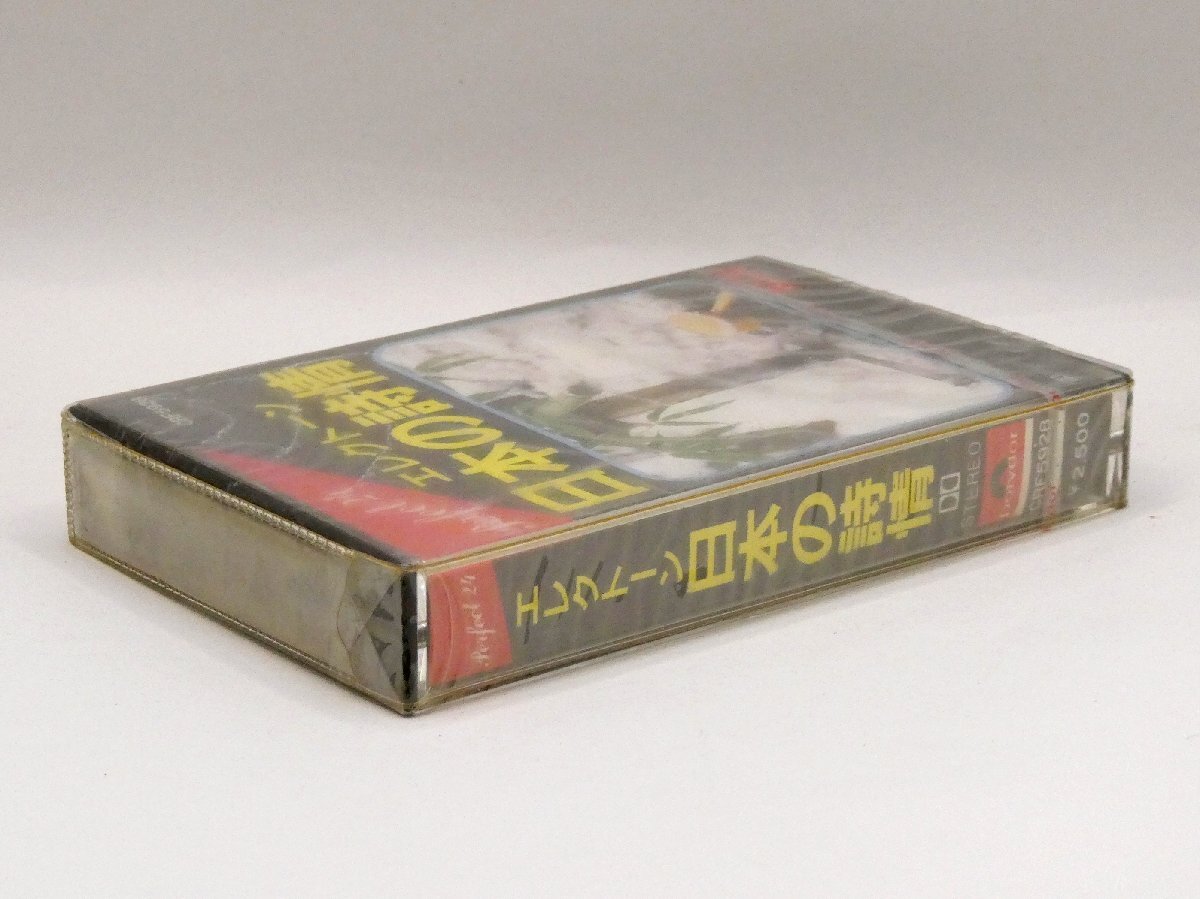 エレクトーン
日本の詩情
Perfect 24
エレクトーン
日本の詩情
STEREO
Polydor
CRF5928
¥2,500